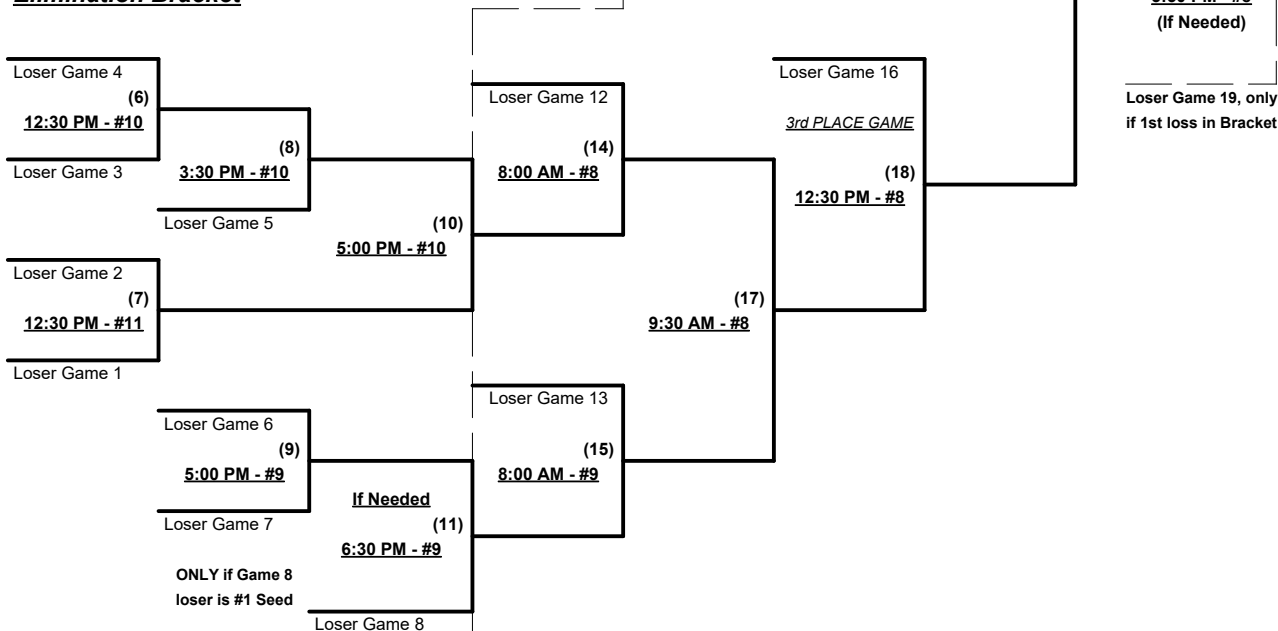 Elimination Bracket
(If Needed)
Loser Game 4
Loser Game 16
Loser Game 12
(6)
Loser Game 19, only
12:30 PM - #10
3rd PLACE GAME
if 1st loss in Bracket
(8)
(14)
Loser Game 3
3:30 PM - #10
8:00 AM - #8
(18)
12:30 PM - #8
Loser Game 5
(10)
5:00 PM - #10
Loser Game 2
(7)
(17)
12:30 PM - #11
9:30 AM - #8
Loser Game 1
Loser Game 13
Loser Game 6
(9)
(15)
5:00 PM - #9
8:00 AM - #9
If Needed
Loser Game 7
(11)
6:30 PM - #9
ONLY if Game 8
loser is #1 Seed
Loser Game 8